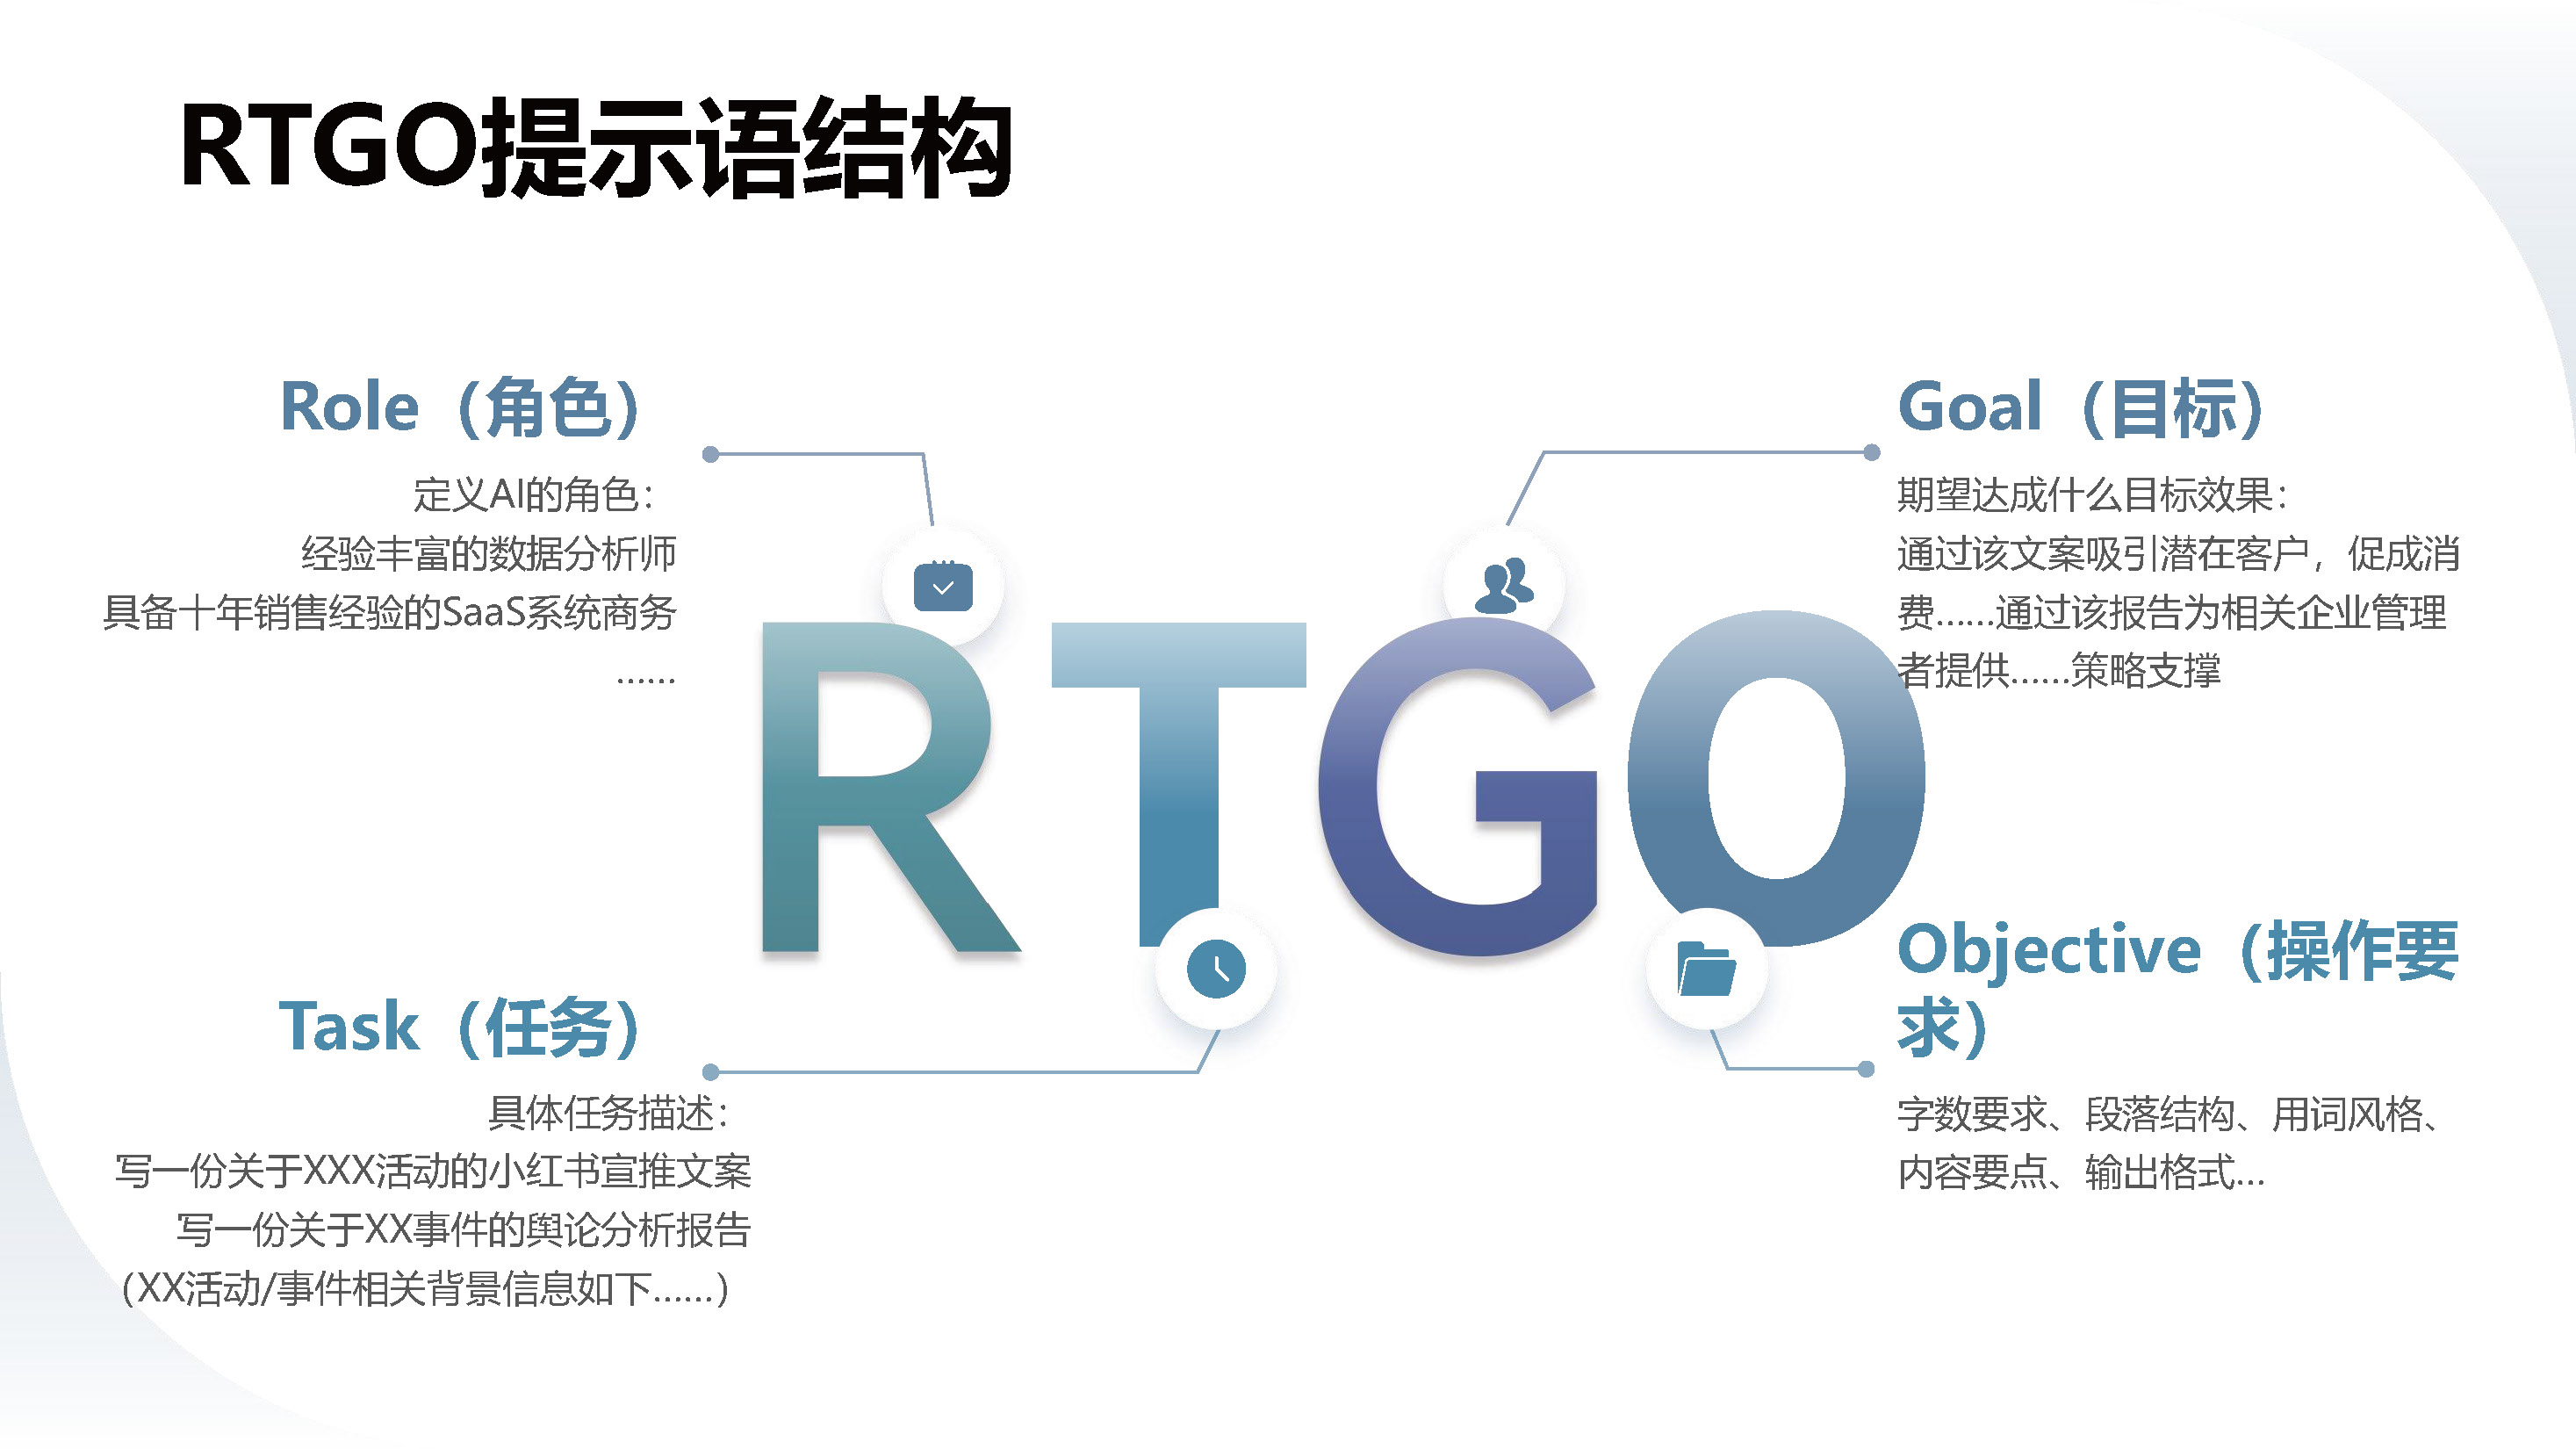 RTGO提示语结构
Role（角色）
定义AI的角色：
经验丰富的数据分析师
具备十年销售经验的SaaS系统商务
……
Goal（目标）
期望达成什么目标效果：
通过该文案吸引潜在客户，促成消
费……通过该报告为相关企业管理
者提供……策略支撑
RTGO
Task（任务）
具体任务描述：
写一份关于XXX活动的小红书宣推文案
写一份关于XX事件的舆论分析报告
（XX活动/事件相关背景信息如下……）
Objective（操作要
求）
字数要求、段落结构、用词风格、
内容要点、输出格式…